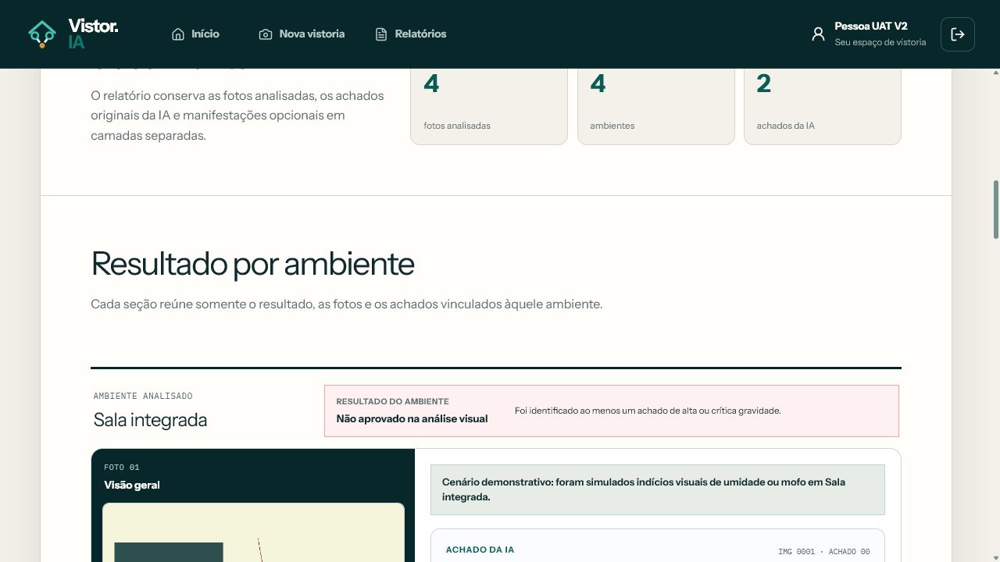 Vistor.
IA
Início
Nova vistoria
Relatórios
Pessoa UAT V2
Seu espaço de vistoria
O relatório conserva as fotos analisadas, os achados
originais da IA e manifestações opcionais em
camadas separadas.
4
fotos analisadas
4
ambientes
2
achados da IA
Resultado por ambiente
Cada seção reúne somente o resultado, as fotos e os achados vinculados àquele ambiente.
AMBIENTE ANALISADO
Sala integrada
RESULTADO DO AMBIENTE
Não aprovado na análise visual
Foi identificado ao menos um achado de alta ou crítica gravidade.
FOTO 01
Visão geral
Cenário demonstrativo: foram simulados indícios visuais de umidade ou mofo em Sala
integrada.
ACHADO DA IA
IMG 0001 · ACHADO 00